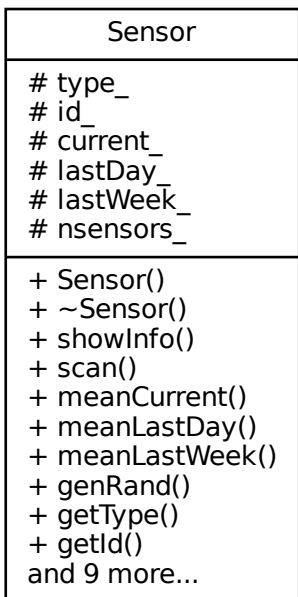 Sensor
# type_
# id_
# current_
# lastDay_
# lastWeek_
# nsensors_
+ Sensor()
+ ~Sensor()
+ showInfo()
+ scan()
+ meanCurrent()
+ meanLastDay()
+ meanLastWeek()
+ genRand()
+ getType()
+ getId()
and 9 more...